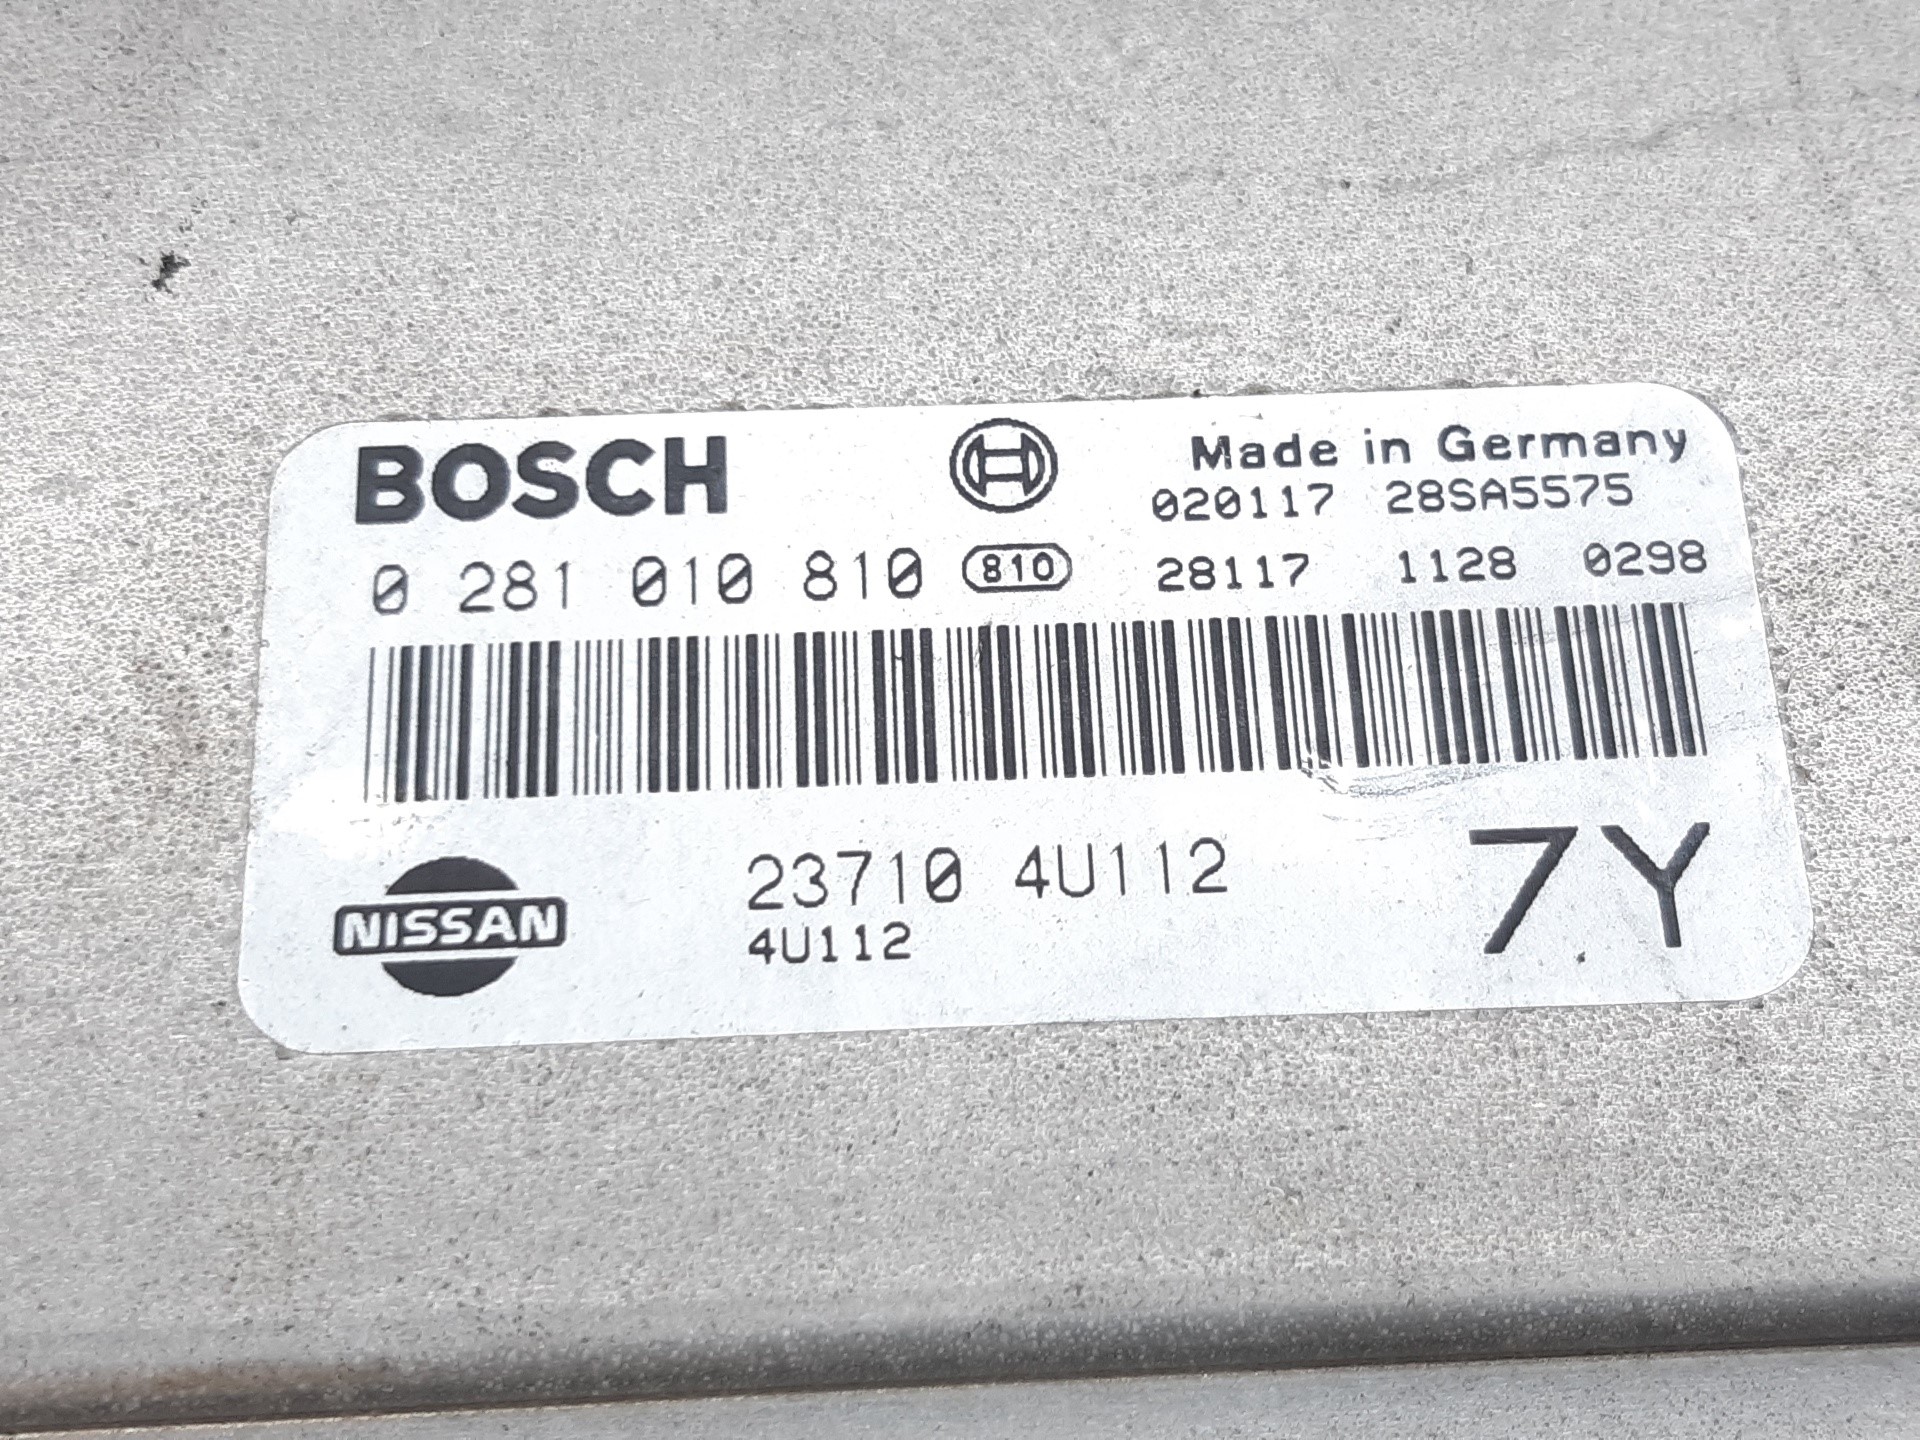 BOSCH
Made in Germany
020117 28SA5575
0 281 010 810 810 28117 1128 0298
NISSAN
23710 4U112
4U112
7Y